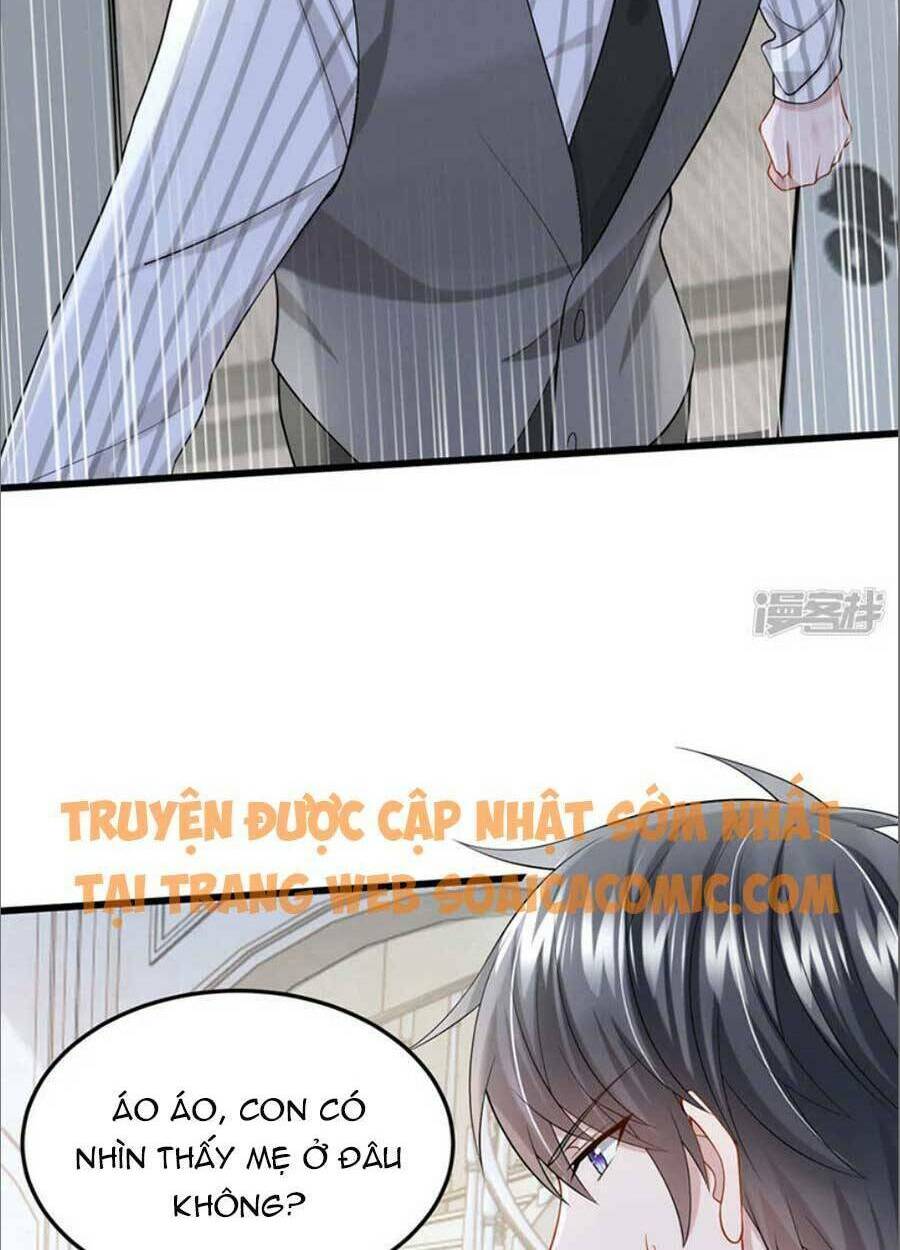 漫客栈
TRUYỆN ĐƯỢC CẬP NHẬT SỚM NHẤT
TẠI TRANG WEB SOAICACOMIC.COM
ÁO ÁO, CON CÓ
NHÌN THẤY MẸ Ở ĐÂU
KHÔNG?